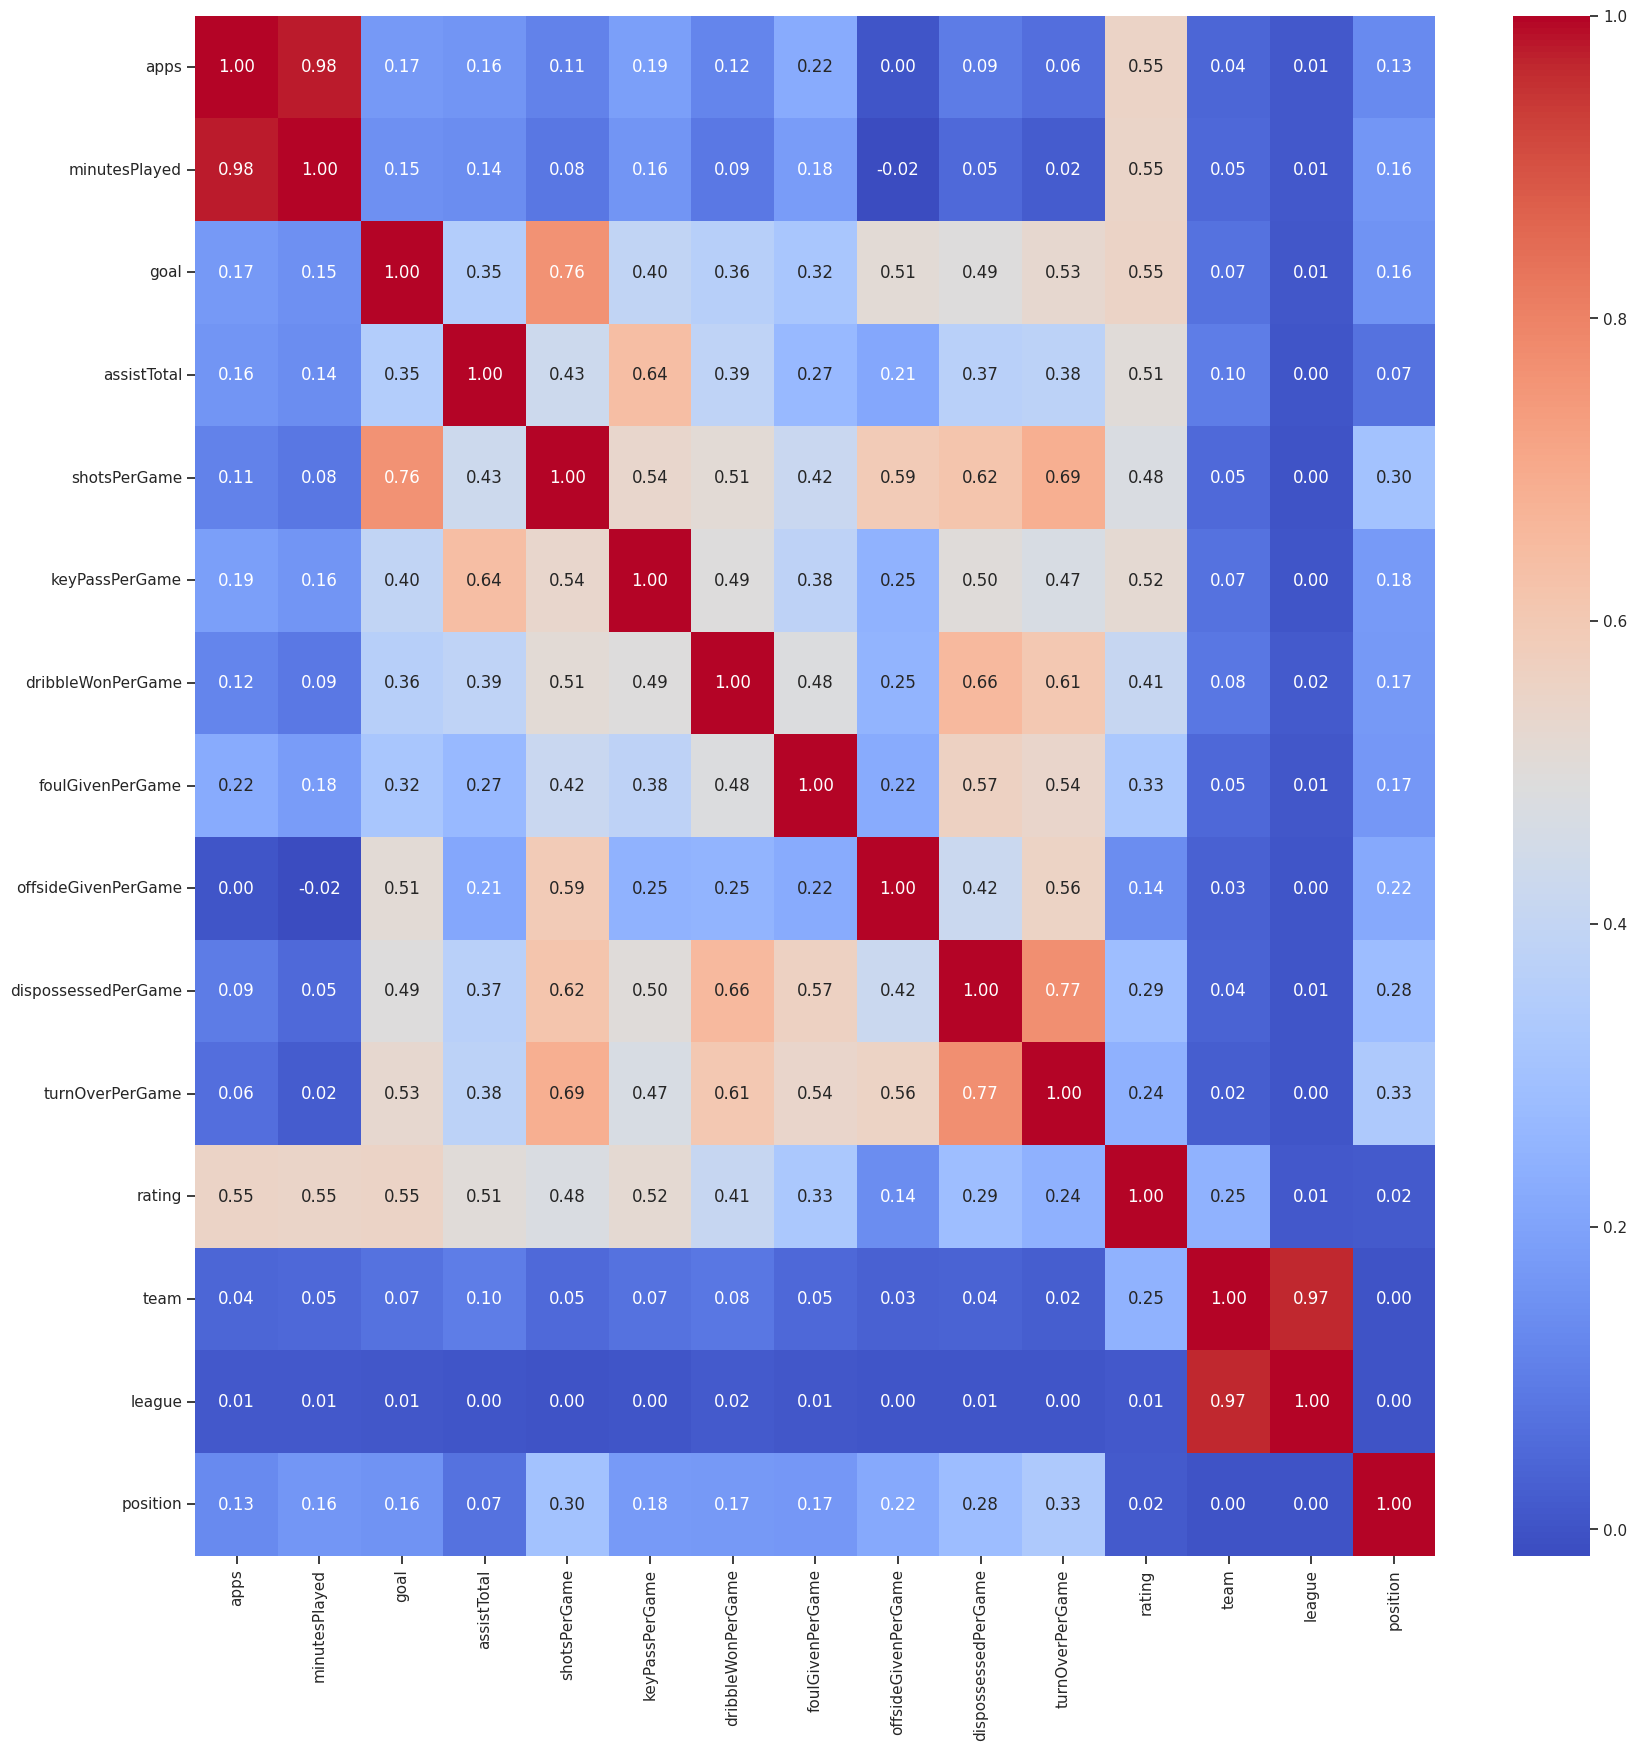 apps 1.00 0.98 0.17 0.16 0.11 0.19 0.12 0.22 0.00 0.09 0.06 0.55 0.04 0.01 0.13
minutesPlayed 0.98 1.00 0.15 0.14 0.08 0.16 0.09 0.18 -0.02 0.05 0.02 0.55 0.05 0.01 0.16
goal 0.17 0.15 1.00 0.35 0.76 0.40 0.36 0.32 0.51 0.49 0.53 0.55 0.07 0.01 0.16
assistTotal 0.16 0.14 0.35 1.00 0.43 0.64 0.39 0.27 0.21 0.37 0.38 0.51 0.10 0.00 0.07
shotsPerGame 0.11 0.08 0.76 0.43 1.00 0.54 0.51 0.42 0.59 0.62 0.69 0.48 0.05 0.00 0.30
keyPassPerGame 0.19 0.16 0.40 0.64 0.54 1.00 0.49 0.38 0.25 0.50 0.47 0.52 0.07 0.00 0.18
dribbleWonPerGame 0.12 0.09 0.36 0.39 0.51 0.49 1.00 0.48 0.25 0.66 0.61 0.41 0.08 0.02 0.17
foulGivenPerGame 0.22 0.18 0.32 0.27 0.42 0.38 0.48 1.00 0.22 0.57 0.54 0.33 0.05 0.01 0.17
offsideGivenPerGame 0.00 -0.02 0.51 0.21 0.59 0.25 0.25 0.22 1.00 0.42 0.56 0.14 0.03 0.00 0.22
dispossessedPerGame 0.09 0.05 0.49 0.37 0.62 0.50 0.66 0.57 0.42 1.00 0.77 0.29 0.04 0.01 0.28
turnOverPerGame 0.06 0.02 0.53 0.38 0.69 0.47 0.61 0.54 0.56 0.77 1.00 0.24 0.02 0.00 0.33
rating 0.55 0.55 0.55 0.51 0.48 0.52 0.41 0.33 0.14 0.29 0.24 1.00 0.25 0.01 0.02
team 0.04 0.05 0.07 0.10 0.05 0.07 0.08 0.05 0.03 0.04 0.02 0.25 1.00 0.97 0.00
league 0.01 0.01 0.01 0.00 0.00 0.00 0.02 0.01 0.00 0.01 0.00 0.01 0.97 1.00 0.00
position 0.13 0.16 0.16 0.07 0.30 0.18 0.17 0.17 0.22 0.28 0.33 0.02 0.00 0.00 1.00
apps
minutesPlayed
goal
assistTotal
shotsPerGame
keyPassPerGame
dribbleWonPerGame
foulGivenPerGame
offsideGivenPerGame
dispossessedPerGame
turnOverPerGame
rating
team
league
position
1.0
0.8
0.6
0.4
0.2
0.0